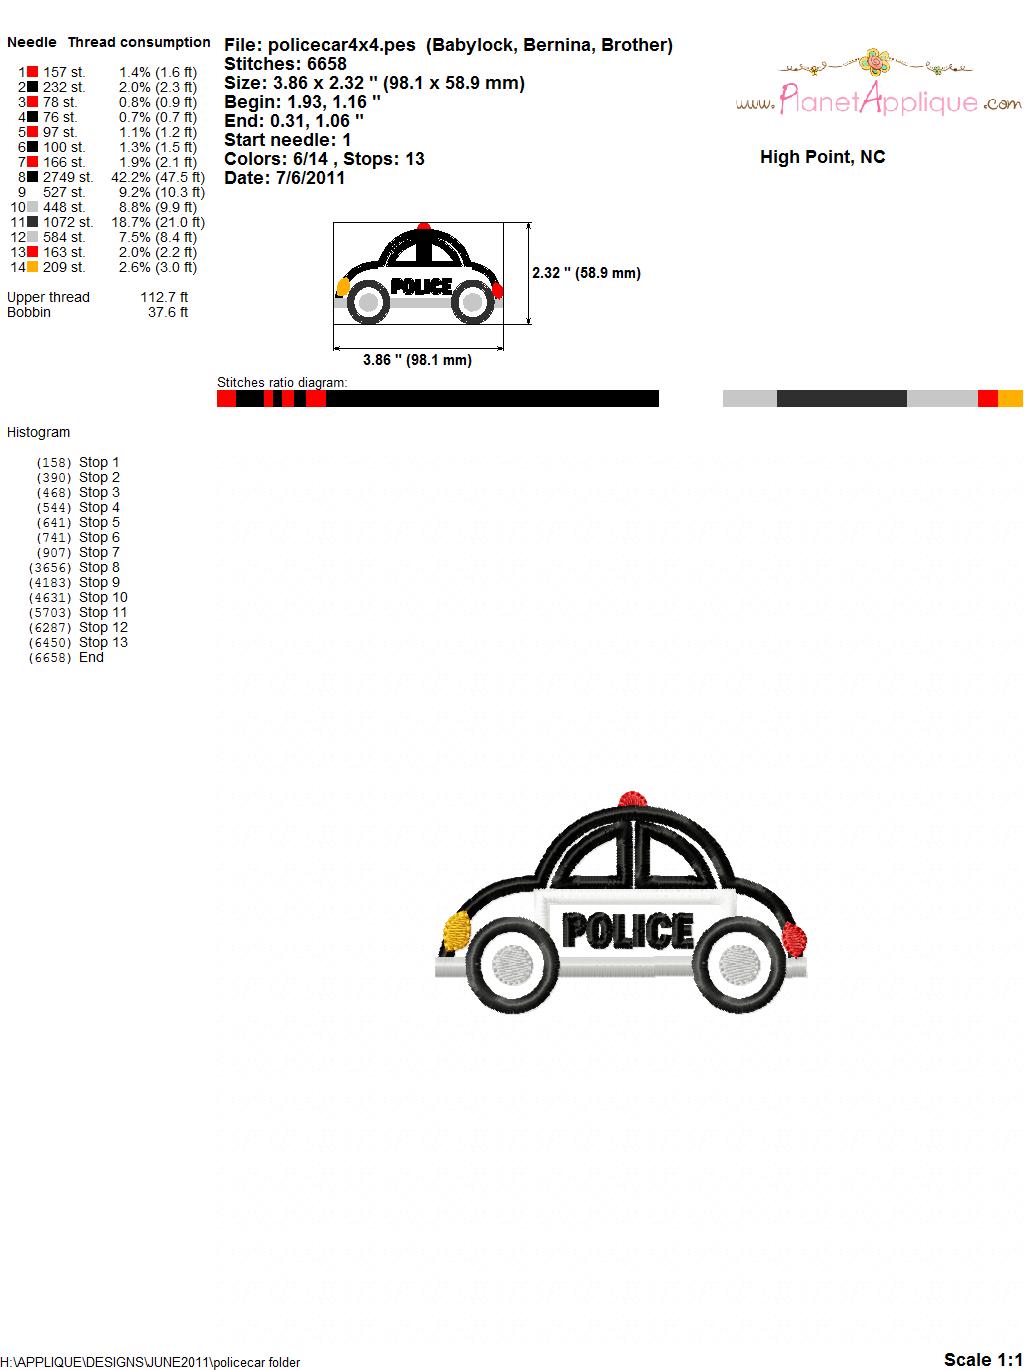 Needle Thread consumption
1 157 st. 1.4% (1.6 ft)
2 232 st. 2.0% (2.3 ft)
3 78 st. 0.8% (0.9 ft)
4 76 st. 0.7% (0.7 ft)
5 97 st. 1.1% (1.2 ft)
6 100 st. 1.3% (1.5 ft)
7 166 st. 1.9% (2.1 ft)
8 2749 st. 42.2% (47.5 ft)
9 527 st. 9.2% (10.3 ft)
10 448 st. 8.8% (9.9 ft)
11 1072 st. 18.7% (21.0 ft)
12 584 st. 7.5% (8.4 ft)
13 163 st. 2.0% (2.2 ft)
14 209 st. 2.6% (3.0 ft)
Upper thread 112.7 ft
Bobbin 37.6 ft
File: policecar4x4.pes (Babylock, Bernina, Brother)
Stitches: 6658
Size: 3.86 x 2.32 " (98.1 x 58.9 mm)
Begin: 1.93, 1.16 "
End: 0.31, 1.06 "
Start needle: 1
Colors: 6/14 , Stops: 13
Date: 7/6/2011
www.PlanetApplique.com
High Point, NC
POLICE
2.32 " (58.9 mm)
3.86 " (98.1 mm)
Stitches ratio diagram:
Histogram
(158) Stop 1
(390) Stop 2
(468) Stop 3
(544) Stop 4
(641) Stop 5
(741) Stop 6
(907) Stop 7
(3656) Stop 8
(4183) Stop 9
(4631) Stop 10
(5703) Stop 11
(6287) Stop 12
(6450) Stop 13
(6658) End
POLICE
H:\APPLIQUE\DESIGNS\JUNE2011\policecar folder
Scale 1:1